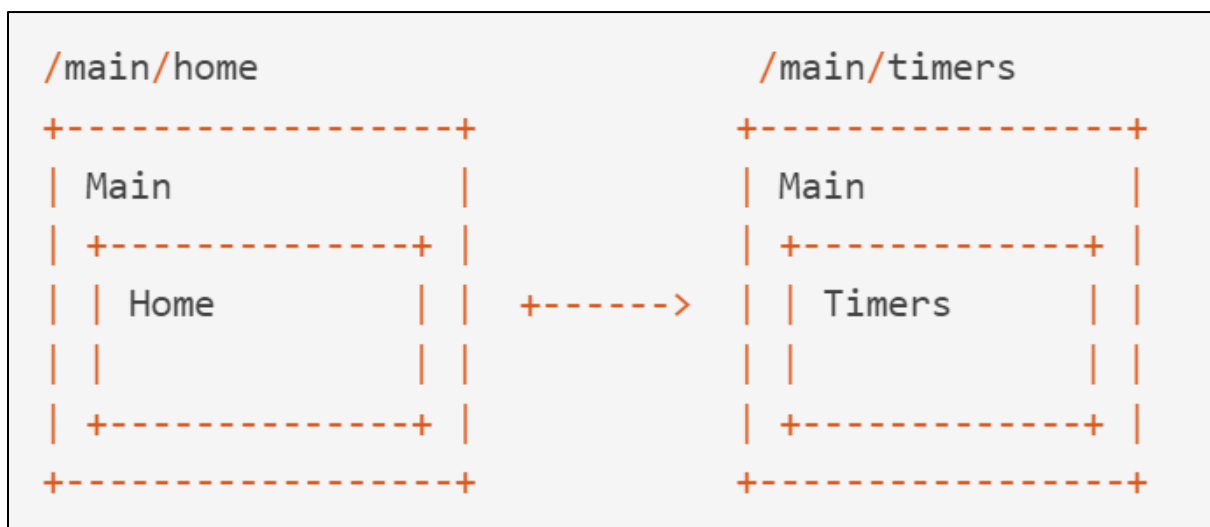 /main/home                       /main/timers
+------------------+            +-----------------+
| Main             |            | Main            |
| +--------------+ |            | +-------------+ |
| | Home         | |  +------>  | | Timers      | |
| |              | |            | |             | |
| +--------------+ |            | +-------------+ |
+------------------+            +-----------------+